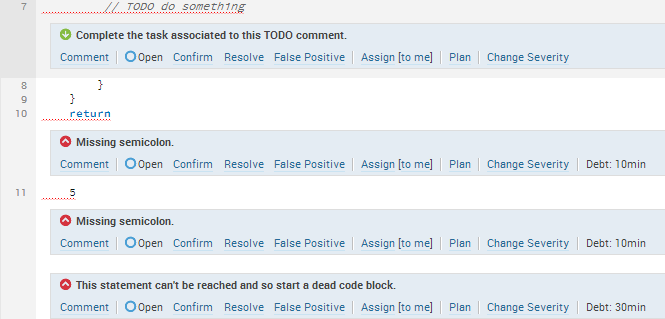 7 // TODO do something
Complete the task associated to this TODO comment.
Comment Open Confirm Resolve False Positive Assign [to me] Plan Change Severity
8 }
9 }
10 return
Missing semicolon.
Comment Open Confirm Resolve False Positive Assign [to me] Plan Change Severity Debt: 10min
11 5
Missing semicolon.
Comment Open Confirm Resolve False Positive Assign [to me] Plan Change Severity Debt: 10min
This statement can't be reached and so start a dead code block.
Comment Open Confirm Resolve False Positive Assign [to me] Plan Change Severity Debt: 30min